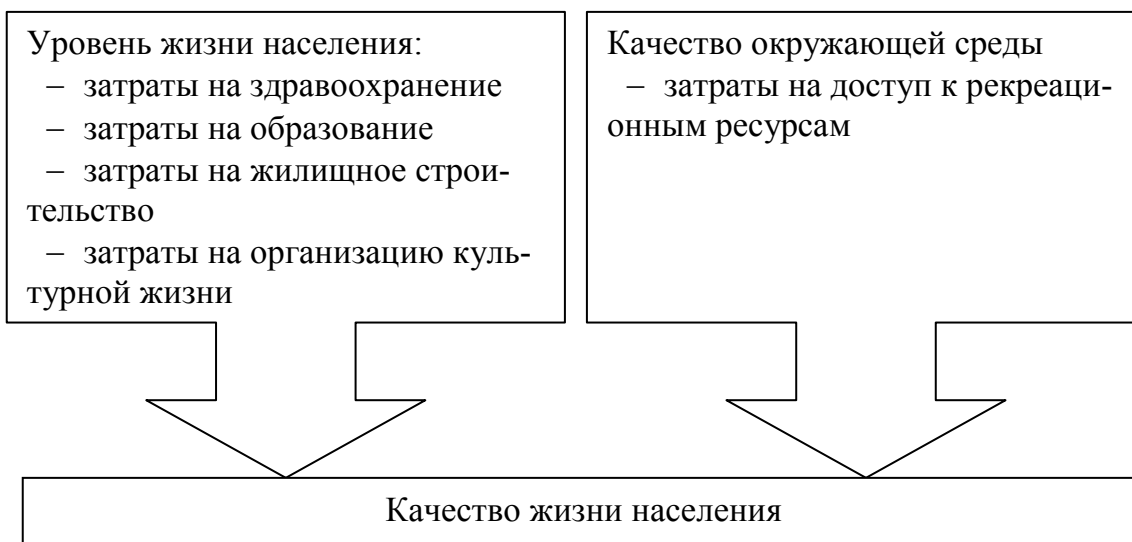 Уровень жизни населения:
– затраты на здравоохранение
– затраты на образование
– затраты на жилищное строи-
тельство
– затраты на организацию куль-
турной жизни
Качество окружающей среды
– затраты на доступ к рекреаци-
онным ресурсам
Качество жизни населения